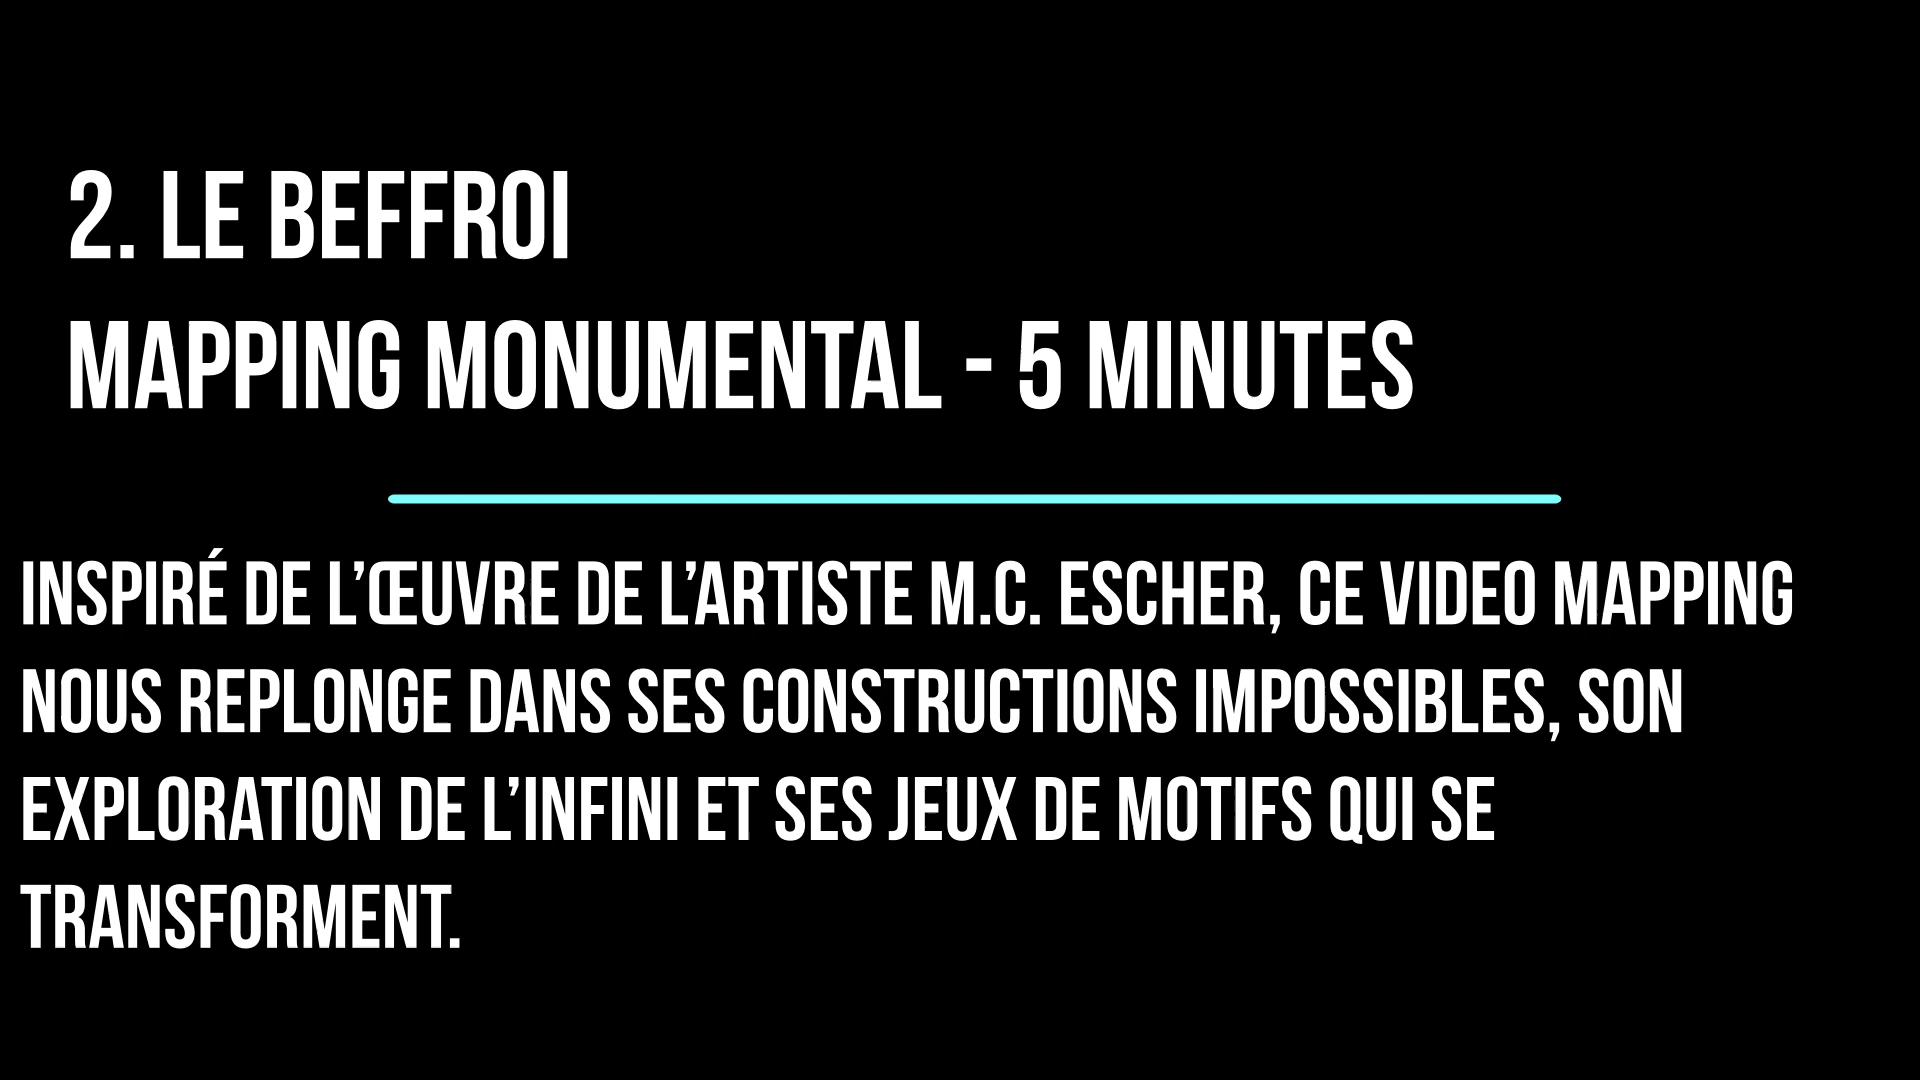 2. LE BEFFROI
MAPPING MONUMENTAL - 5 MINUTES
INSPIRÉ DE L’ŒUVRE DE L’ARTISTE M.C. ESCHER, CE VIDEO MAPPING
NOUS REPLONGE DANS SES CONSTRUCTIONS IMPOSSIBLES, SON
EXPLORATION DE L’INFINI ET SES JEUX DE MOTIFS QUI SE
TRANSFORMENT.